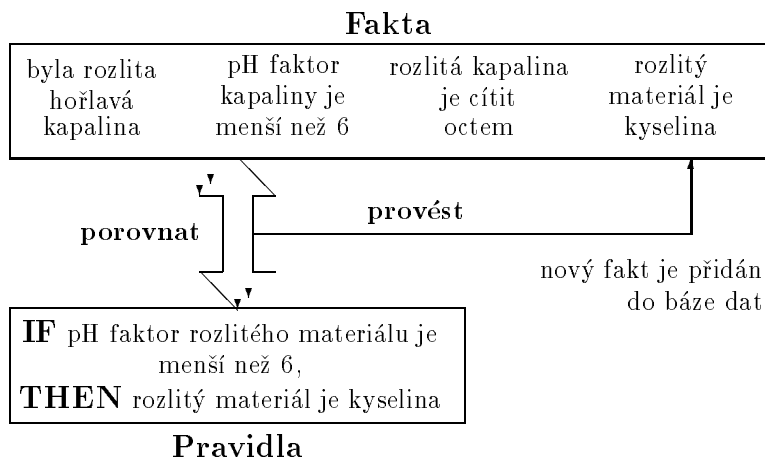 Fakta
byla rozlita
hořlavá
kapalina
pH faktor
kapaliny je
menší než 6
rozlitá kapalina
je cítit
octem
rozlitý
materiál je
kyselina
porovnat
provést
nový fakt je přidán
do báze dat
IF pH faktor rozlitého materiálu je
menší než 6,
THEN rozlitý materiál je kyselina
Pravidla